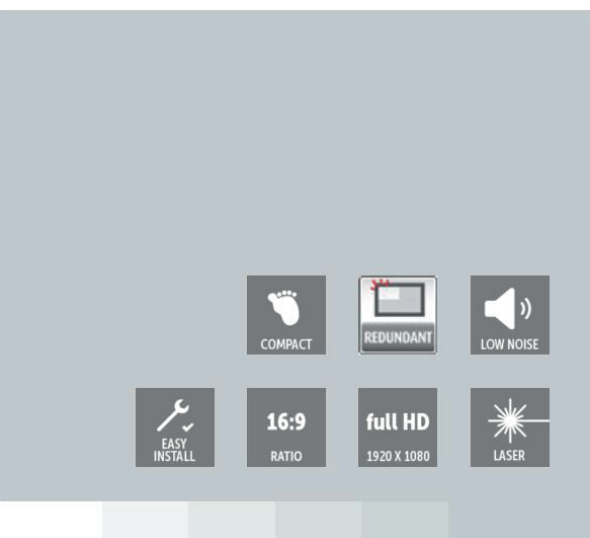 COMPACT
REDUNDANT
LOW NOISE
EASY
INSTALL
16:9
RATIO
full HD
1920 X 1080
LASER